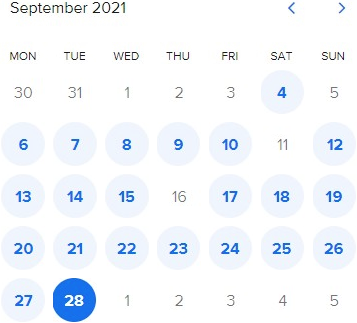 September 2021
MON TUE WED THU FRI SAT SUN
30 31 1 2 3 4 5
6 7 8 9 10 11 12
13 14 15 16 17 18 19
20 21 22 23 24 25 26
27 28 1 2 3 4 5